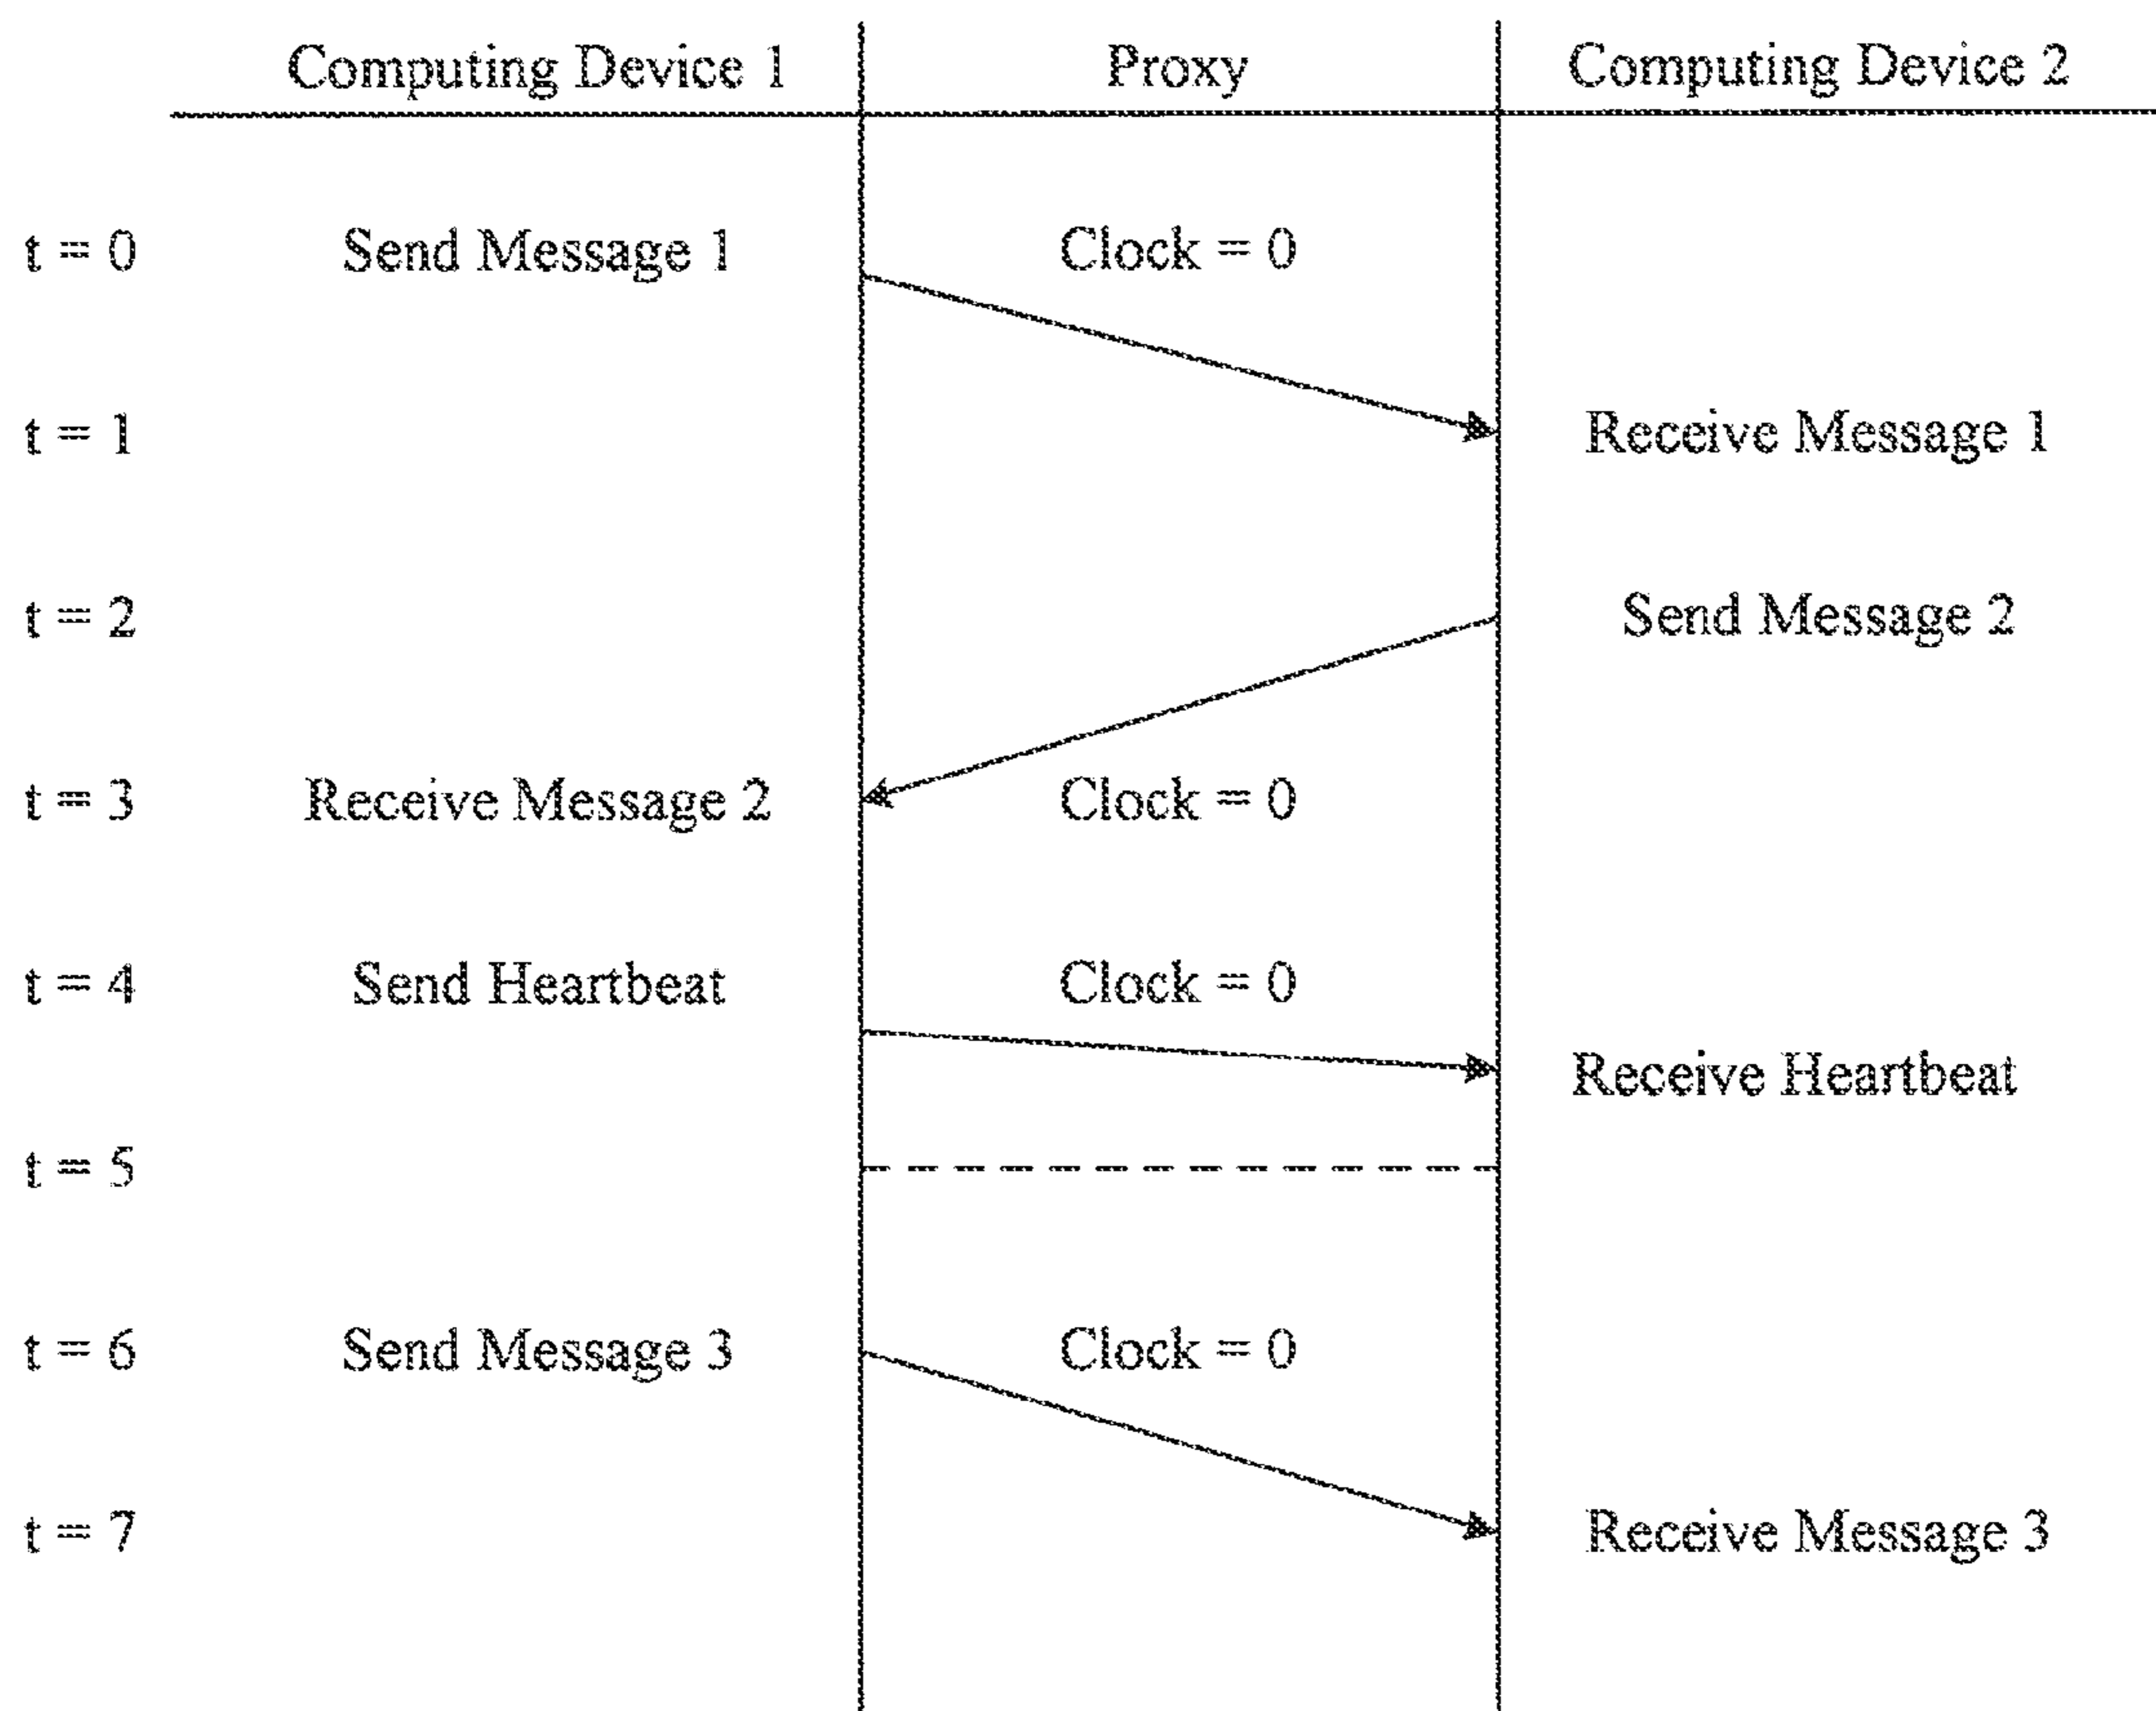 Computing Device 1 Proxy Computing Device 2
t = 0 Send Message 1 Clock = 0
t = 1 Receive Message 1
t = 2 Send Message 2
t = 3 Receive Message 2 Clock = 0
t = 4 Send Heartbeat Clock = 0
Receive Heartbeat
t = 5
t = 6 Send Message 3 Clock = 0
t = 7 Receive Message 3